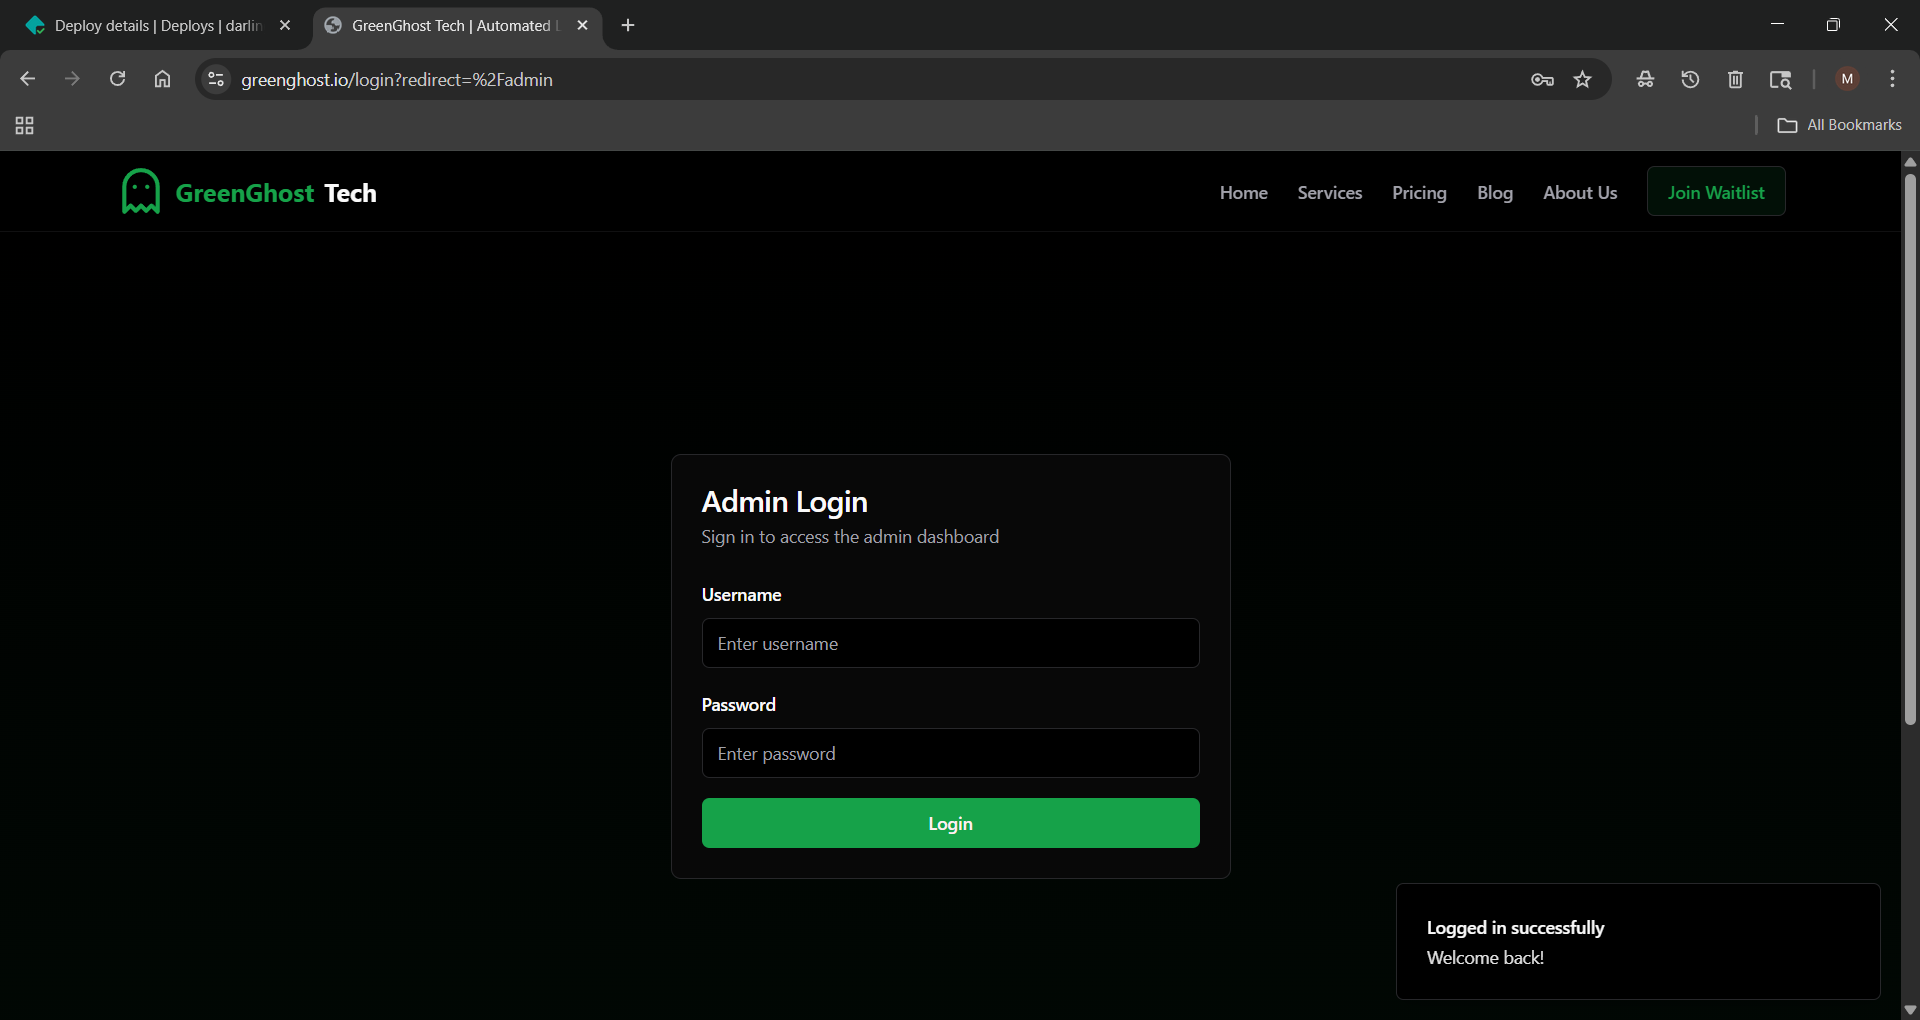 Deploy details | Deploys | darlin
GreenGhost Tech | Automated
greenghost.io/login?redirect=%2Fadmin
M
All Bookmarks
GreenGhost Tech
Home
Services
Pricing
Blog
About Us
Join Waitlist
Admin Login
Sign in to access the admin dashboard
Username
Enter username
Password
Enter password
Login
Logged in successfully
Welcome back!